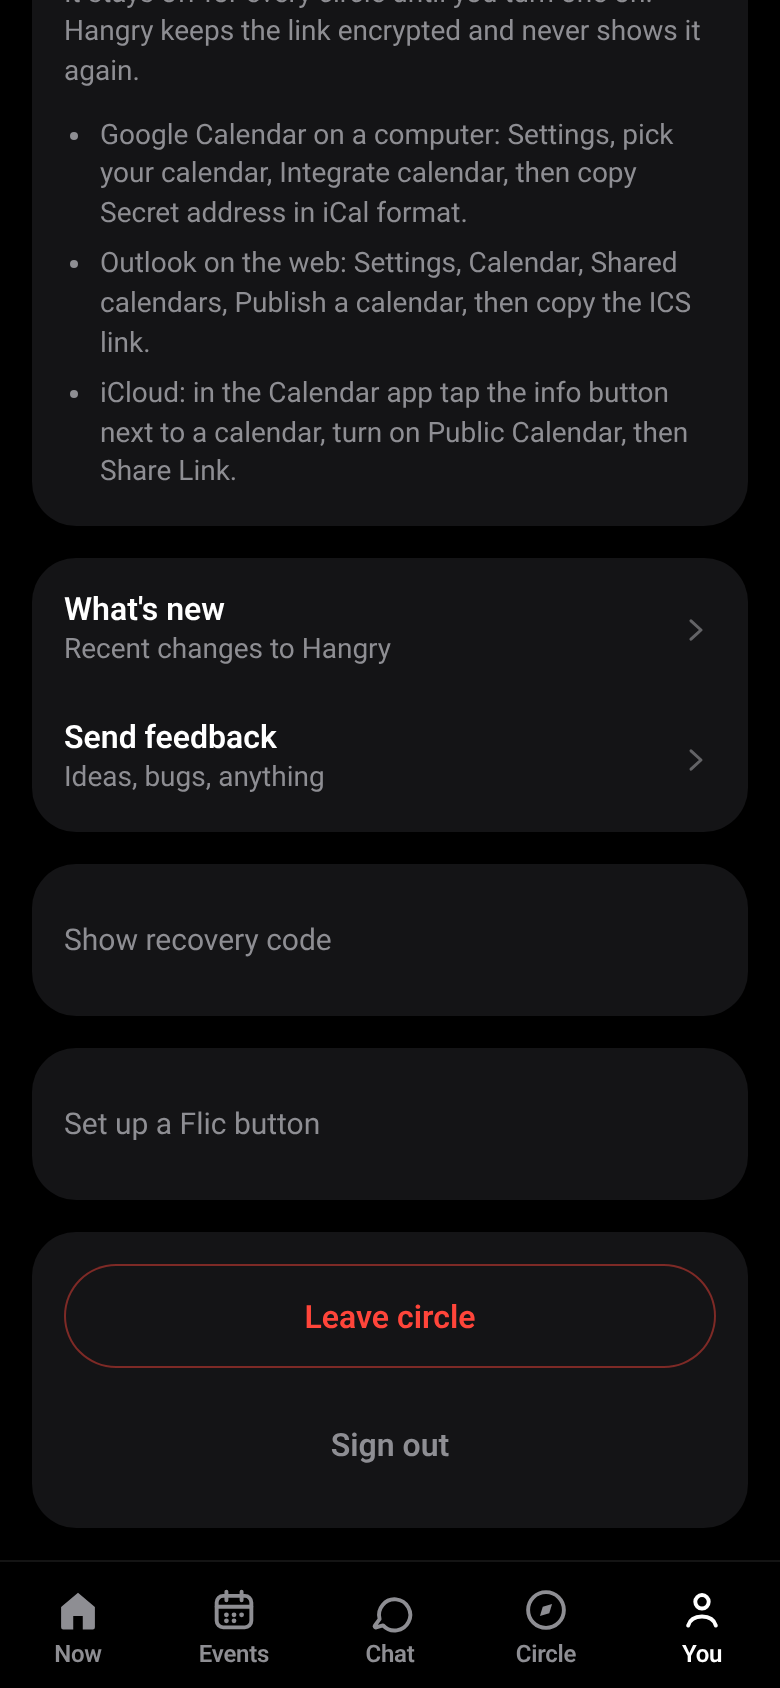 Hangry keeps the link encrypted and never shows it
again.
• Google Calendar on a computer: Settings, pick
your calendar, Integrate calendar, then copy
Secret address in iCal format.
• Outlook on the web: Settings, Calendar, Shared
calendars, Publish a calendar, then copy the ICS
link.
• iCloud: in the Calendar app tap the info button
next to a calendar, turn on Public Calendar, then
Share Link.
What's new
Recent changes to Hangry
Send feedback
Ideas, bugs, anything
Show recovery code
Set up a Flic button
Leave circle
Sign out
Now
Events
Chat
Circle
You